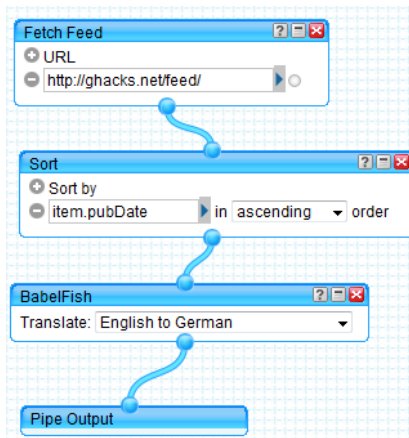 Fetch Feed
URL
http://ghacks.net/feed/
Sort
Sort by
item.pubDate in ascending order
BabelFish
Translate: English to German
Pipe Output